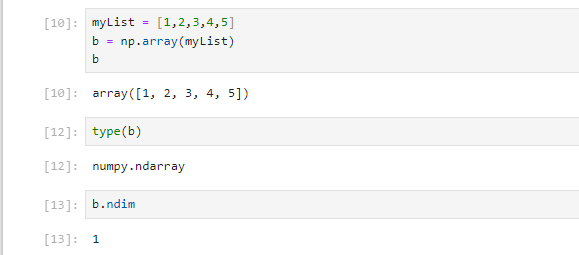 [10]: myList = [1,2,3,4,5]
b = np.array(myList)
b
[10]: array([1, 2, 3, 4, 5])
[12]: type(b)
[12]: numpy.ndarray
[13]: b.ndim
[13]: 1